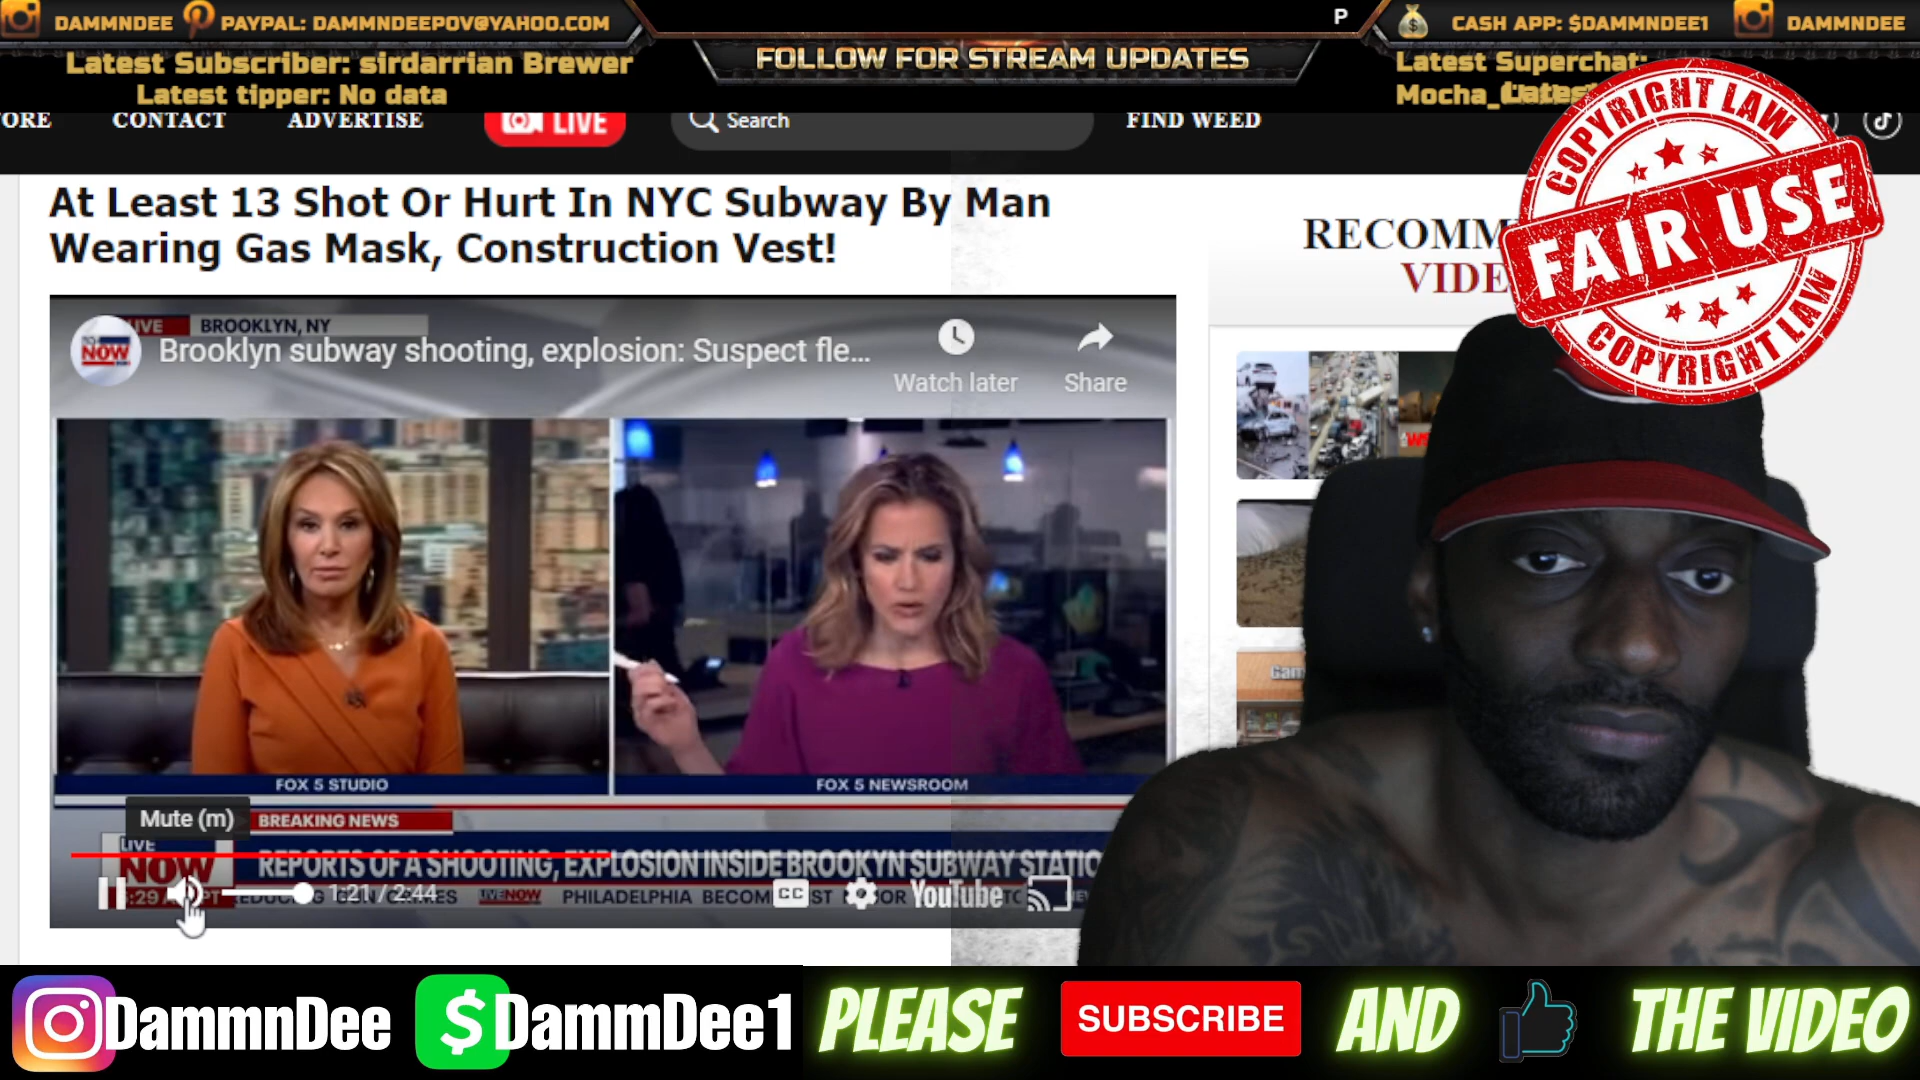 DAMMNDEE
PAYPAL: DAMMNDEEPOV@YAHOO.COM
P
CASH APP: $DAMMNDEE1
DAMMNDEE
FOLLOW FOR STREAM UPDATES
Latest Subscriber: sirdarrian Brewer
Latest tipper: No data
Latest Superchat:
Mocha_
ORE
CONTACT
ADVERTISE
LIVE
Search
FIND WEED
COPYRIGHT LAW
FAIR USE
COPYRIGHT LAW
At Least 13 Shot Or Hurt In NYC Subway By Man
Wearing Gas Mask, Construction Vest!
RECOMM
VIDE
LIVE
BROOKLYN, NY
NOW
Brooklyn subway shooting, explosion: Suspect fle...
Watch later
Share
FOX 5 STUDIO
FOX 5 NEWSROOM
Mute (m)
BREAKING NEWS
LIVE
NOW
REPORTS OF A SHOOTING, EXPLOSION INSIDE BROOKYN SUBWAY STATIO
1:21 / 2:44
LIVENOW
PHILADELPHIA BECOM
CC
YouTube
DammnDee
DammDee1
PLEASE
SUBSCRIBE
AND
THE VIDEO